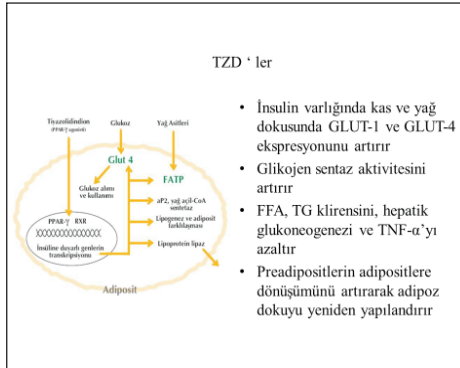 TZD ‘ ler
Tiyazolidindion
(PPAR-γ agonisti)
Glukoz
Yağ Asitleri
Glut 4
FATP
Glukoz alımı
ve kullanımı
aP2, yağ açil-CoA
sentetaz
Lipogenez ve adiposit
farklılaşması
PPAR-γ RXR
İnsüline duyarlı genlerin
transkripsiyonu
Lipoprotein lipaz
Adiposit
• İnsulin varlığında kas ve yağ
dokusunda GLUT-1 ve GLUT-4
ekspresyonunu artırır
• Glikojen sentaz aktivitesini
artırır
• FFA, TG klirensini, hepatik
glukoneogenezi ve TNF-α’yı
azaltır
• Preadipositlerin adipositlere
dönüşümünü artırarak adipoz
dokuyu yeniden yapılandırır